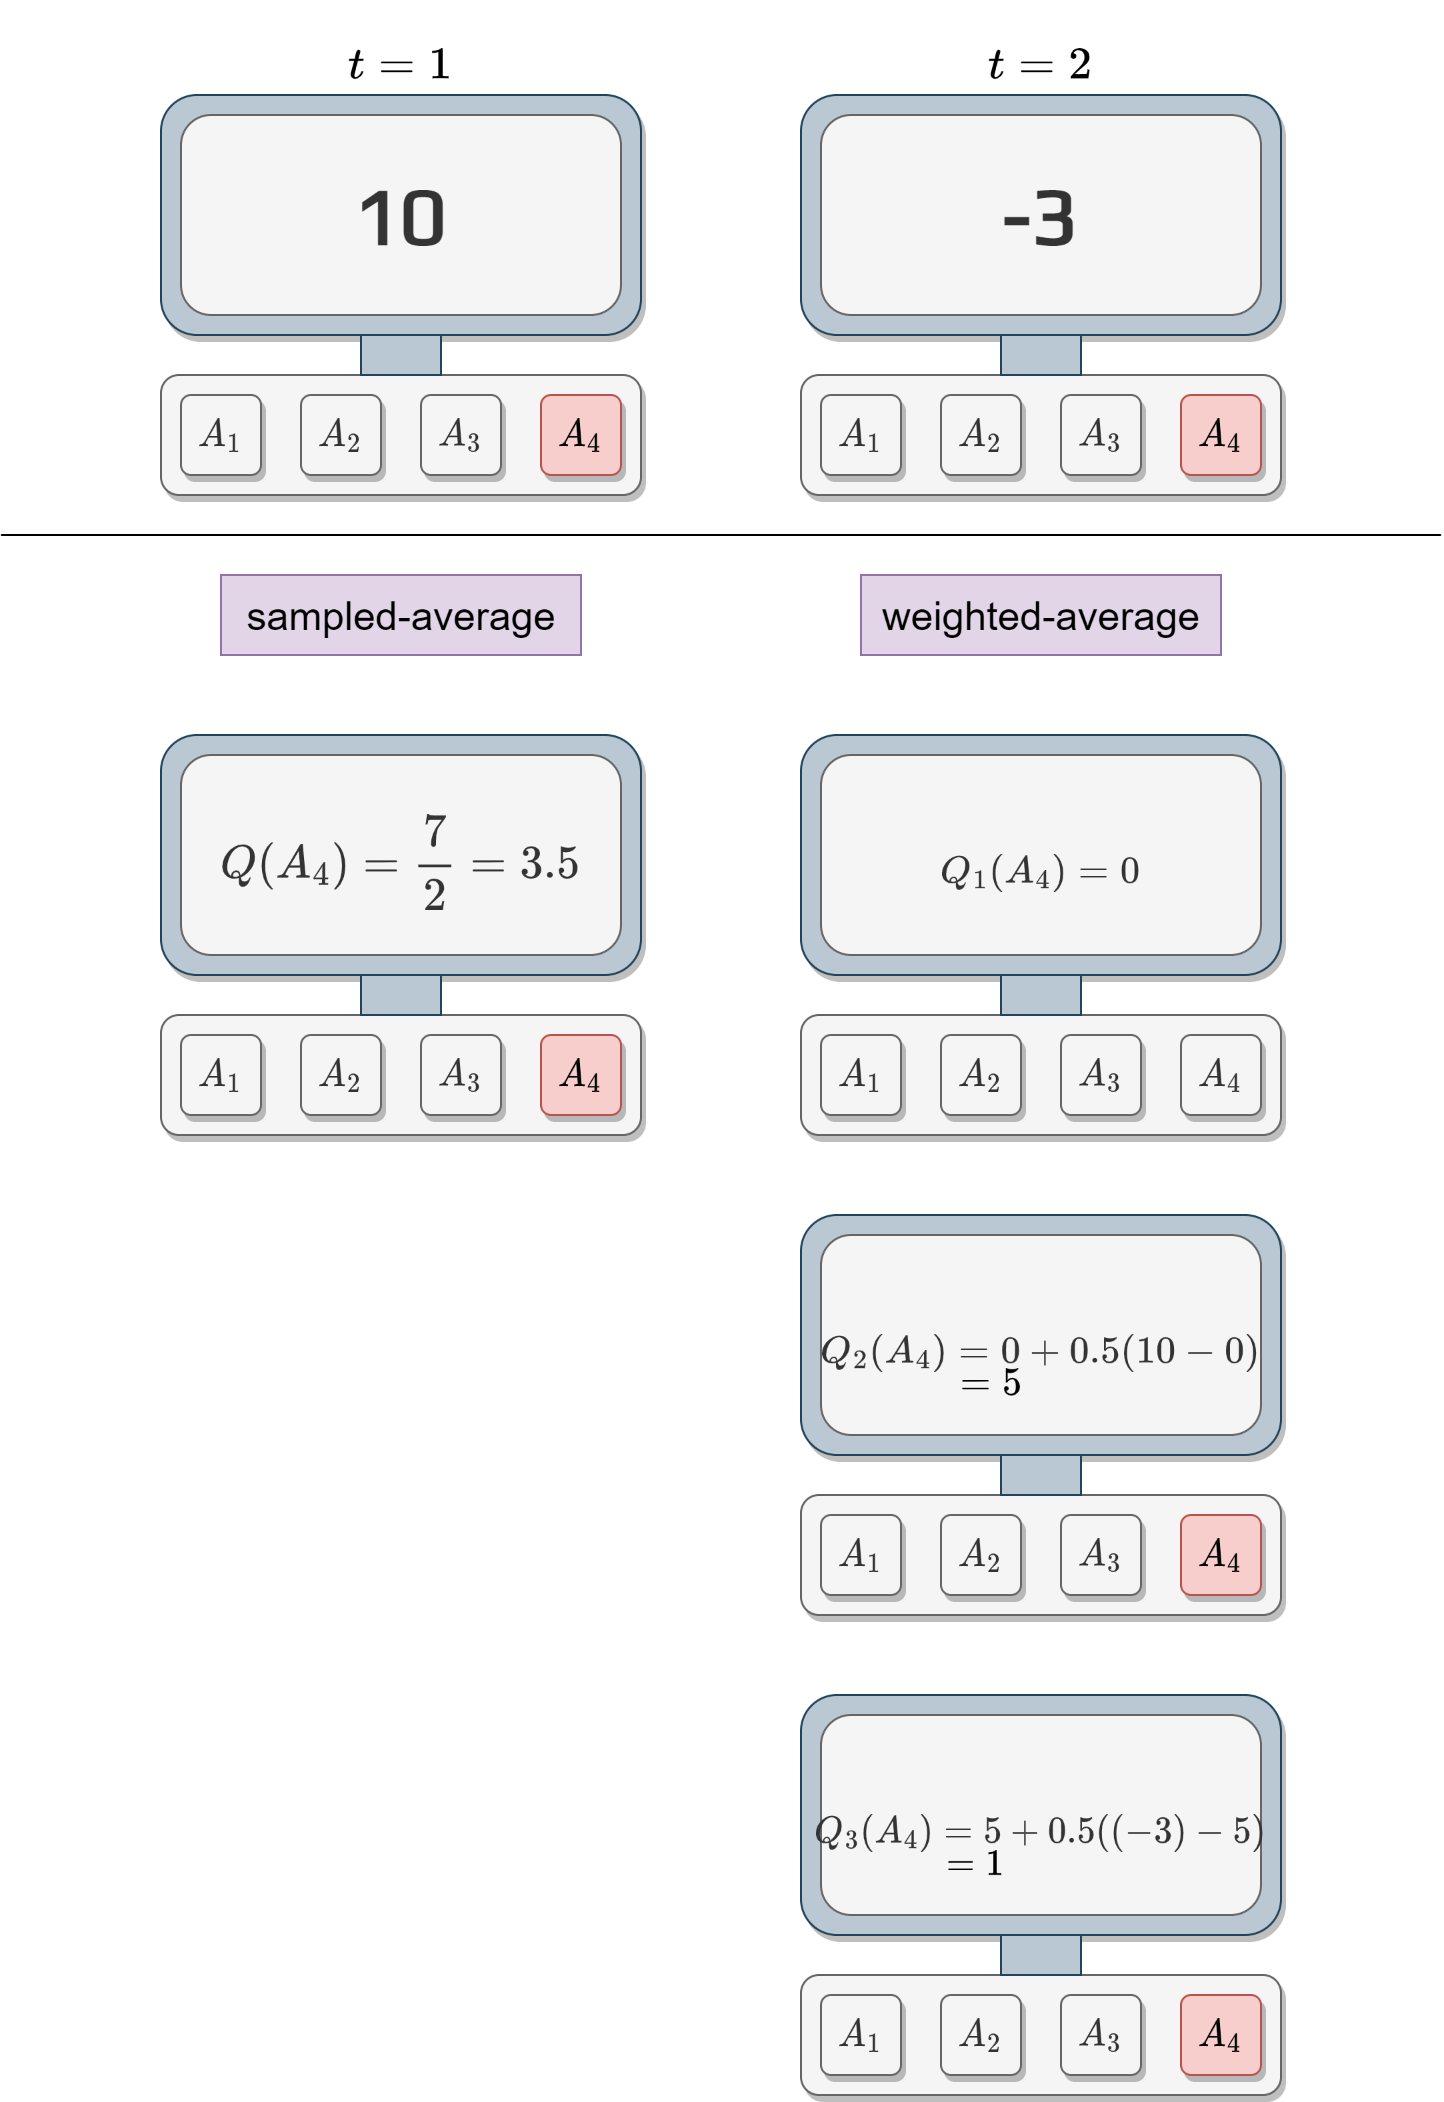 t = 1
t = 2
10
-3
A₁ A₂ A₃ A₄
A₁ A₂ A₃ A₄
sampled-average
weighted-average
Q(A₄) = 7/2 = 3.5
Q₁(A₄) = 0
A₁ A₂ A₃ A₄
A₁ A₂ A₃ A₄
Q₂(A₄) = 0 + 0.5(10 − 0)
= 5
A₁ A₂ A₃ A₄
Q₃(A₄) = 5 + 0.5((−3) − 5)
= 1
A₁ A₂ A₃ A₄